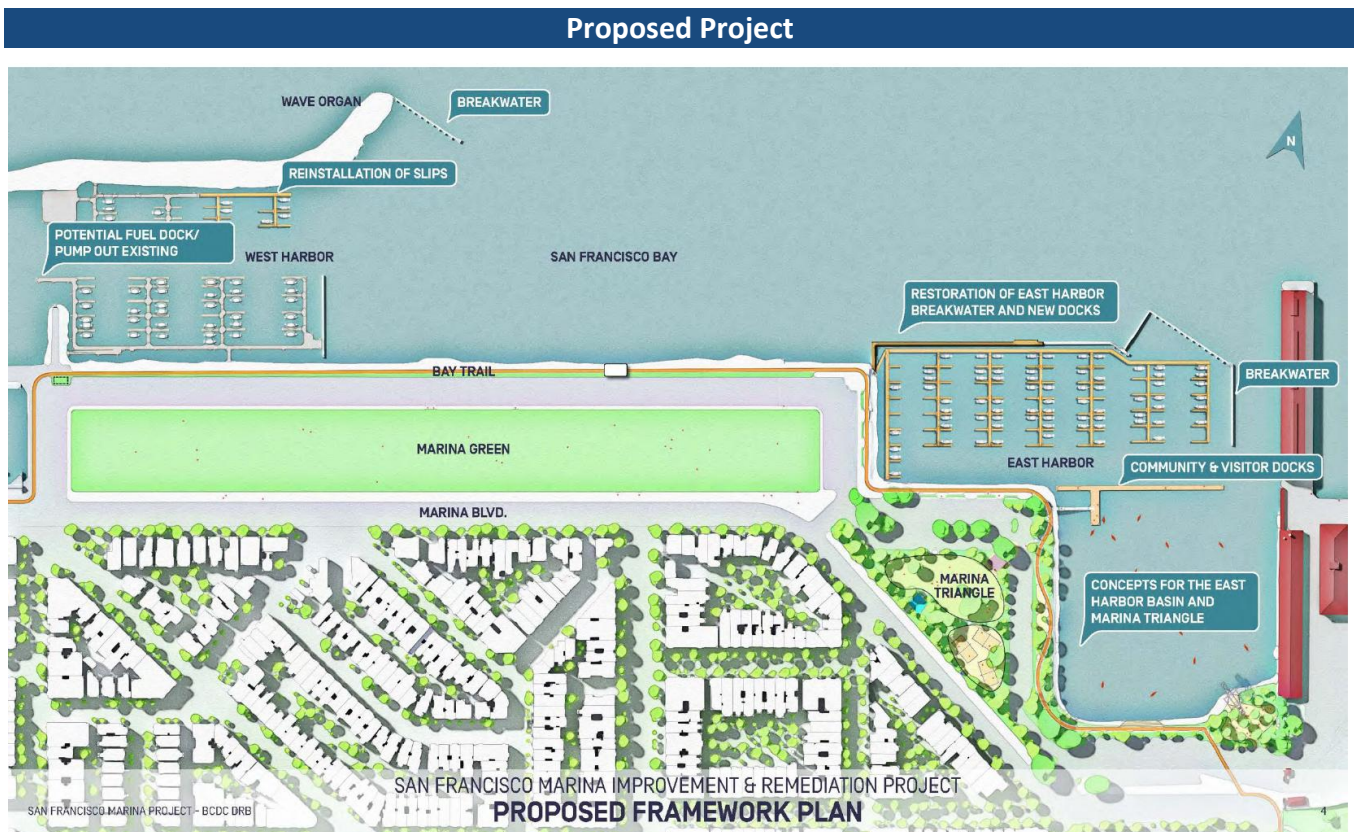 Proposed Project
WAVE ORGAN
BREAKWATER
N
REINSTALLATION OF SLIPS
POTENTIAL FUEL DOCK/
PUMP OUT EXISTING
WEST HARBOR
SAN FRANCISCO BAY
RESTORATION OF EAST HARBOR
BREAKWATER AND NEW DOCKS
BAY TRAIL
BREAKWATER
MARINA GREEN
EAST HARBOR
COMMUNITY & VISITOR DOCKS
MARINA BLVD.
MARINA
TRIANGLE
CONCEPTS FOR THE EAST
HARBOR BASIN AND
MARINA TRIANGLE
SAN FRANCISCO MARINA IMPROVEMENT & REMEDIATION PROJECT
SAN FRANCISCO MARINA PROJECT - BCDC DRB
PROPOSED FRAMEWORK PLAN
4